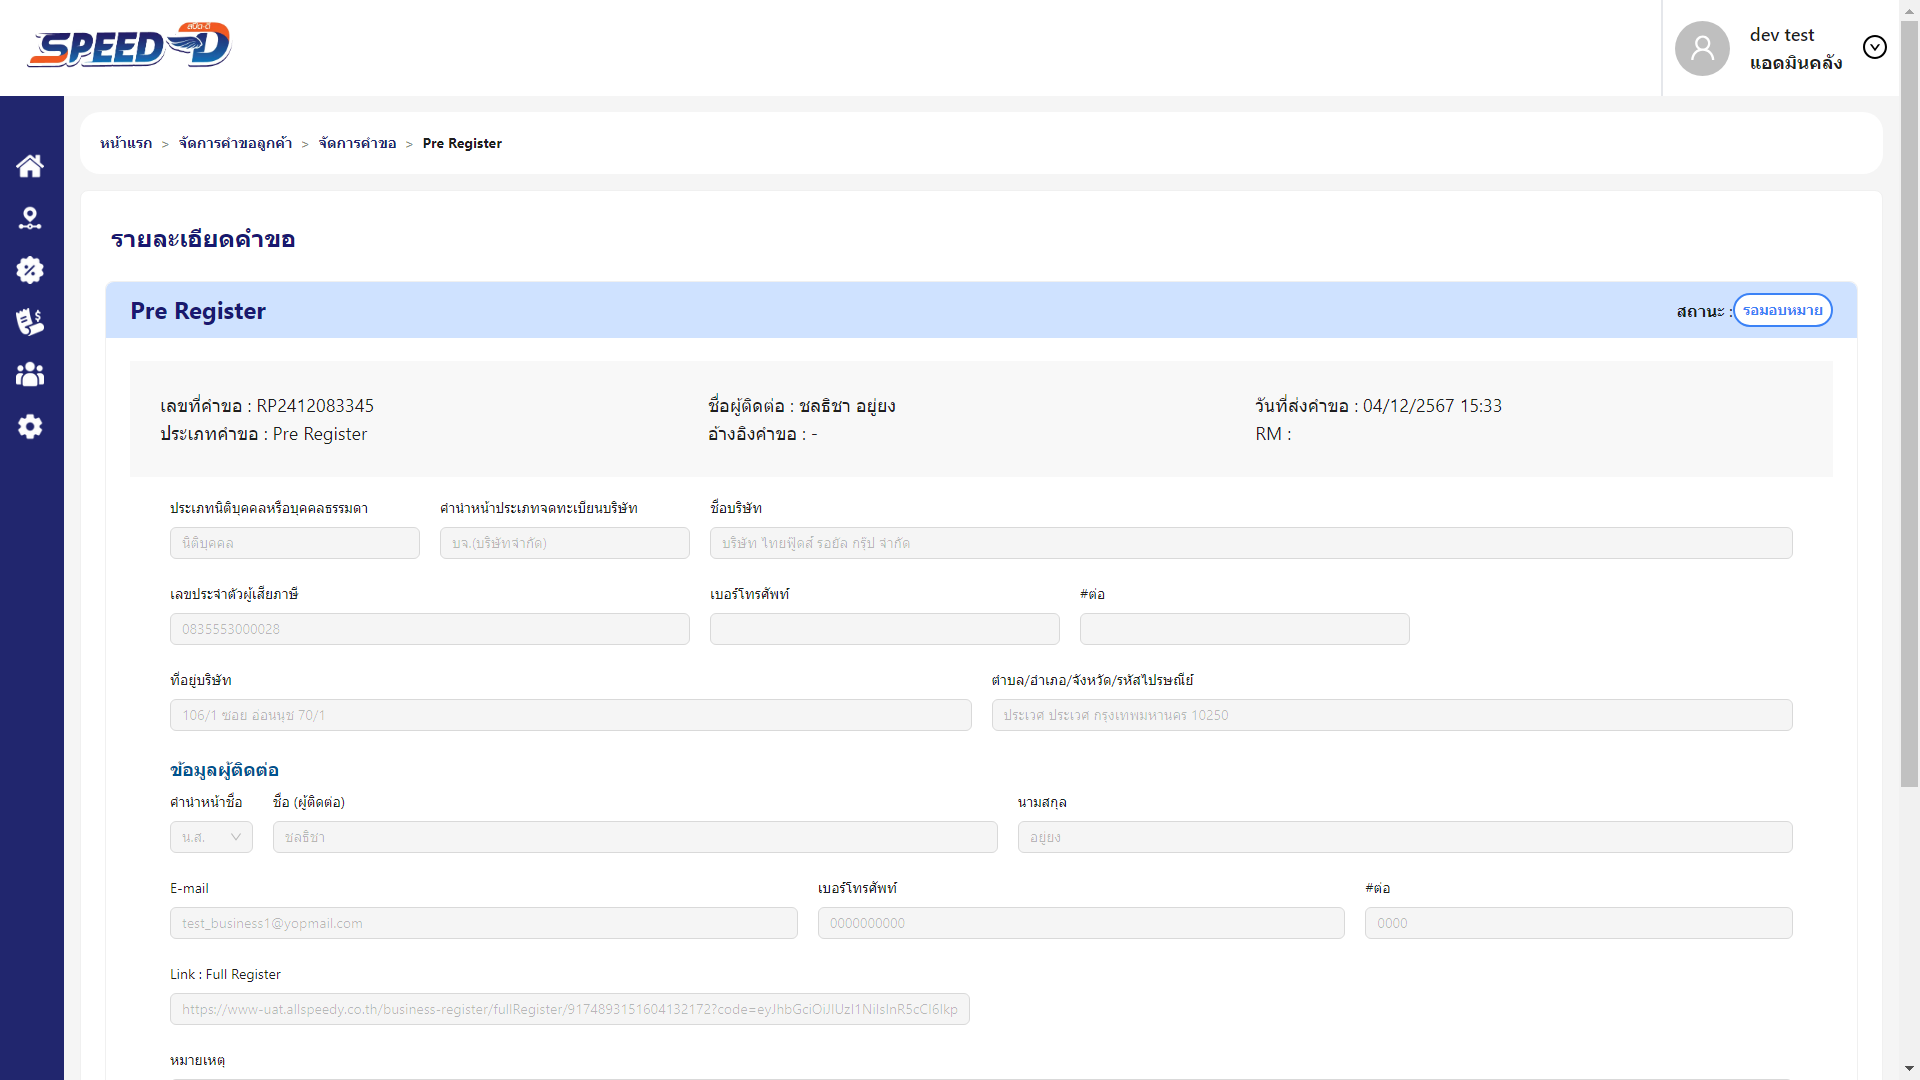 สปีด-ดี
SPEED-D
dev test
แอดมินคลัง
หน้าแรก > จัดการคำขอลูกค้า > จัดการคำขอ > Pre Register
รายละเอียดคำขอ
Pre Register
สถานะ : รอมอบหมาย
เลขที่คำขอ : RP2412083345
ชื่อผู้ติดต่อ : ชลธิชา อยู่ยง
วันที่ส่งคำขอ : 04/12/2567 15:33
ประเภทคำขอ : Pre Register
อ้างอิงคำขอ : -
RM :
ประเภทนิติบุคคลหรือบุคคลธรรมดา
คำนำหน้าประเภทจดทะเบียนบริษัท
ชื่อบริษัท
นิติบุคคล
บจ.(บริษัทจำกัด)
บริษัท ไทยฟู้ดส์ รอยัล กรุ๊ป จำกัด
เลขประจำตัวผู้เสียภาษี
เบอร์โทรศัพท์
#ต่อ
0835553000028
ที่อยู่บริษัท
ตำบล/อำเภอ/จังหวัด/รหัสไปรษณีย์
106/1 ซอย อ่อนนุช 70/1
ประเวศ ประเวศ กรุงเทพมหานคร 10250
ข้อมูลผู้ติดต่อ
คำนำหน้าชื่อ
ชื่อ (ผู้ติดต่อ)
นามสกุล
น.ส.
ชลธิชา
อยู่ยง
E-mail
เบอร์โทรศัพท์
#ต่อ
test_business1@yopmail.com
0000000000
0000
Link : Full Register
https://www-uat.allspeedy.co.th/business-register/fullRegister/9174893151604132172?code=eyJhbGciOiJIUzI1NiIsInR5cCI6Ikp
หมายเหตุ